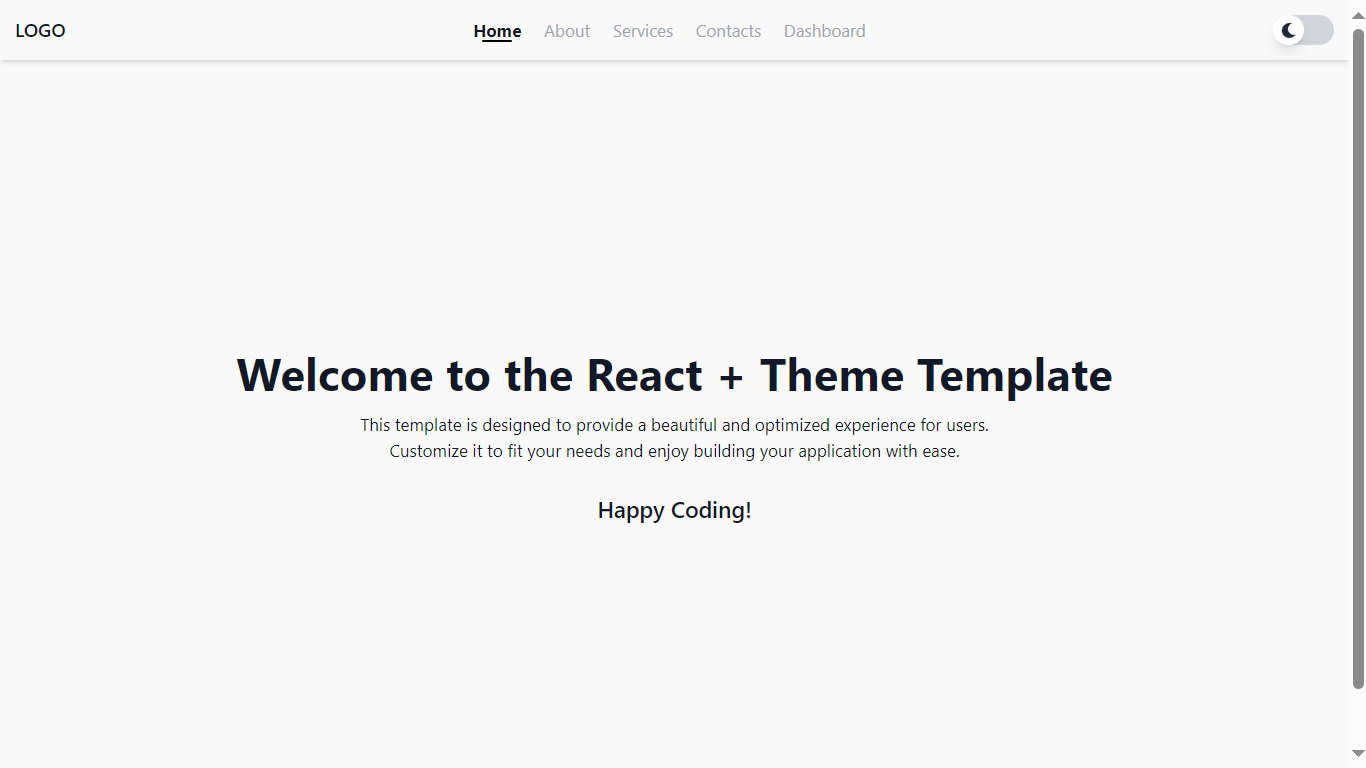 LOGO
Home About Services Contacts Dashboard
Welcome to the React + Theme Template
This template is designed to provide a beautiful and optimized experience for users.
Customize it to fit your needs and enjoy building your application with ease.
Happy Coding!